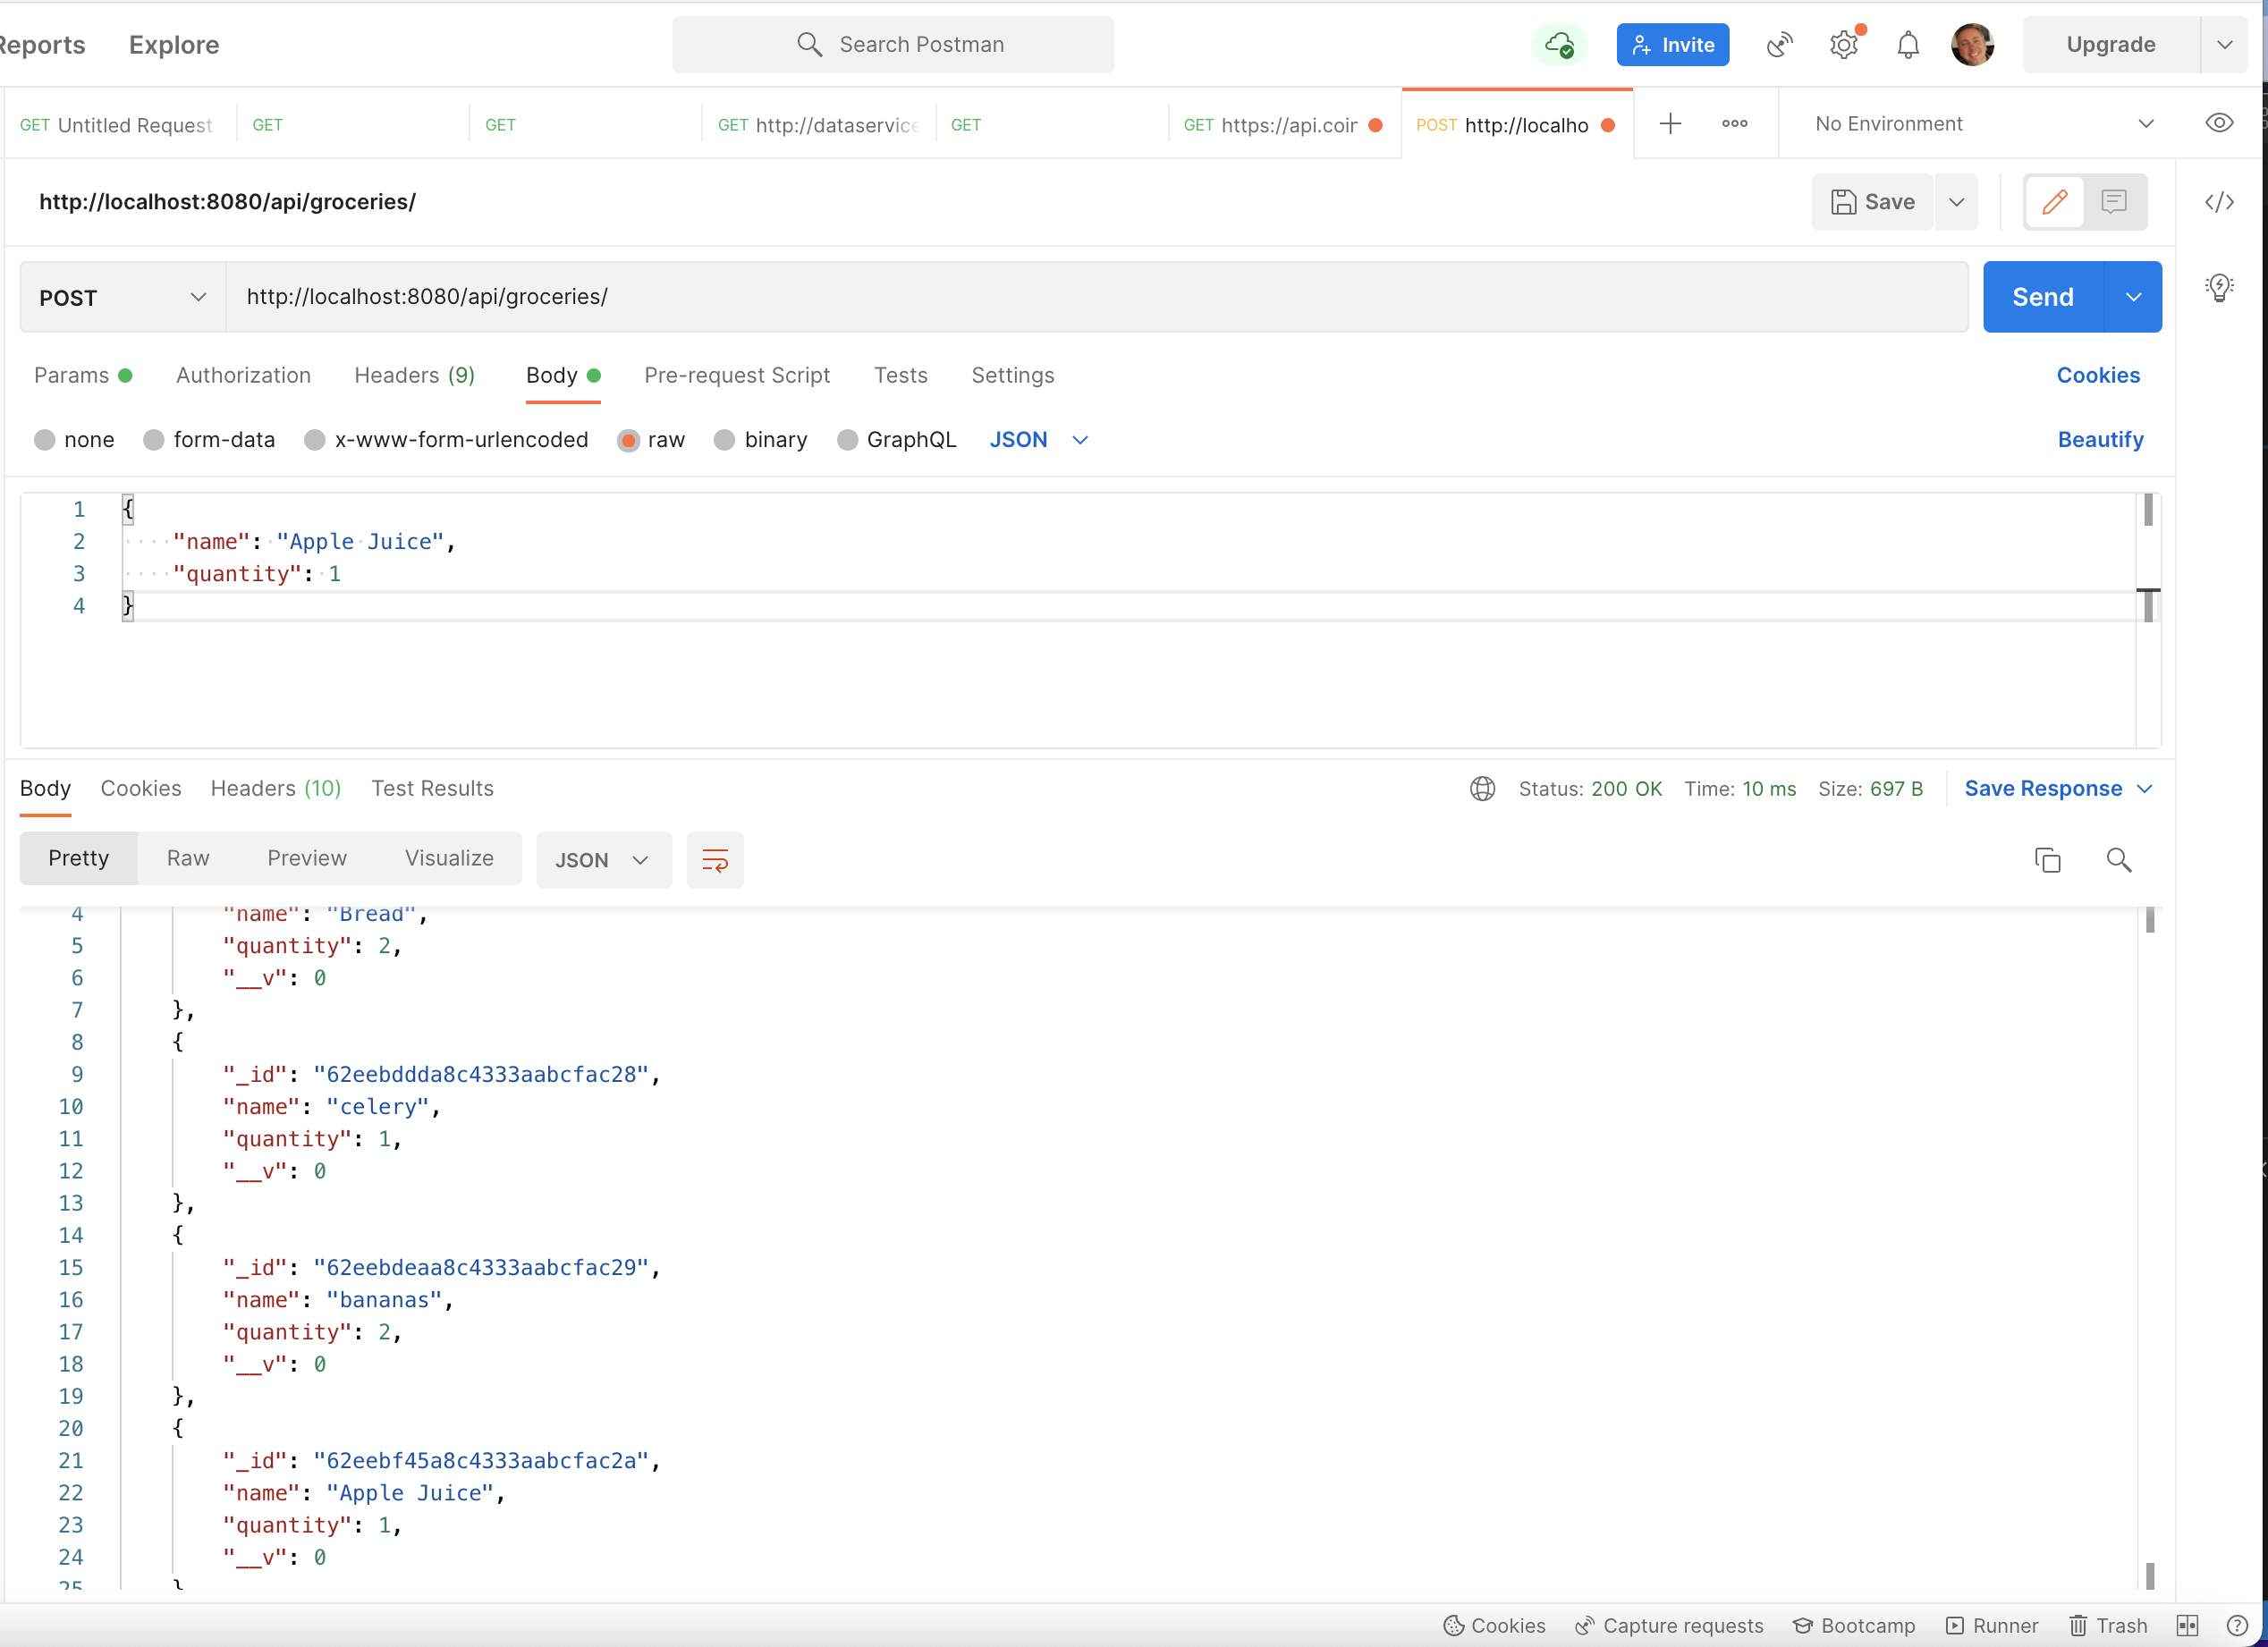 Reports Explore Search Postman Invite Upgrade
GET Untitled Request GET GET GET http://dataservice GET GET https://api.coin POST http://localho No Environment
http://localhost:8080/api/groceries/ Save
POST http://localhost:8080/api/groceries/ Send
Params Authorization Headers (9) Body Pre-request Script Tests Settings Cookies
none form-data x-www-form-urlencoded raw binary GraphQL JSON Beautify
1 {
2 "name": "Apple Juice",
3 "quantity": 1
4 }
Body Cookies Headers (10) Test Results Status: 200 OK Time: 10 ms Size: 697 B Save Response
Pretty Raw Preview Visualize JSON
4 "name": "Bread",
5 "quantity": 2,
6 "__v": 0
7 },
8 {
9 "_id": "62eebddda8c4333aabcfac28",
10 "name": "celery",
11 "quantity": 1,
12 "__v": 0
13 },
14 {
15 "_id": "62eebdeaa8c4333aabcfac29",
16 "name": "bananas",
17 "quantity": 2,
18 "__v": 0
19 },
20 {
21 "_id": "62eebf45a8c4333aabcfac2a",
22 "name": "Apple Juice",
23 "quantity": 1,
24 "__v": 0
25 }
Cookies Capture requests Bootcamp Runner Trash